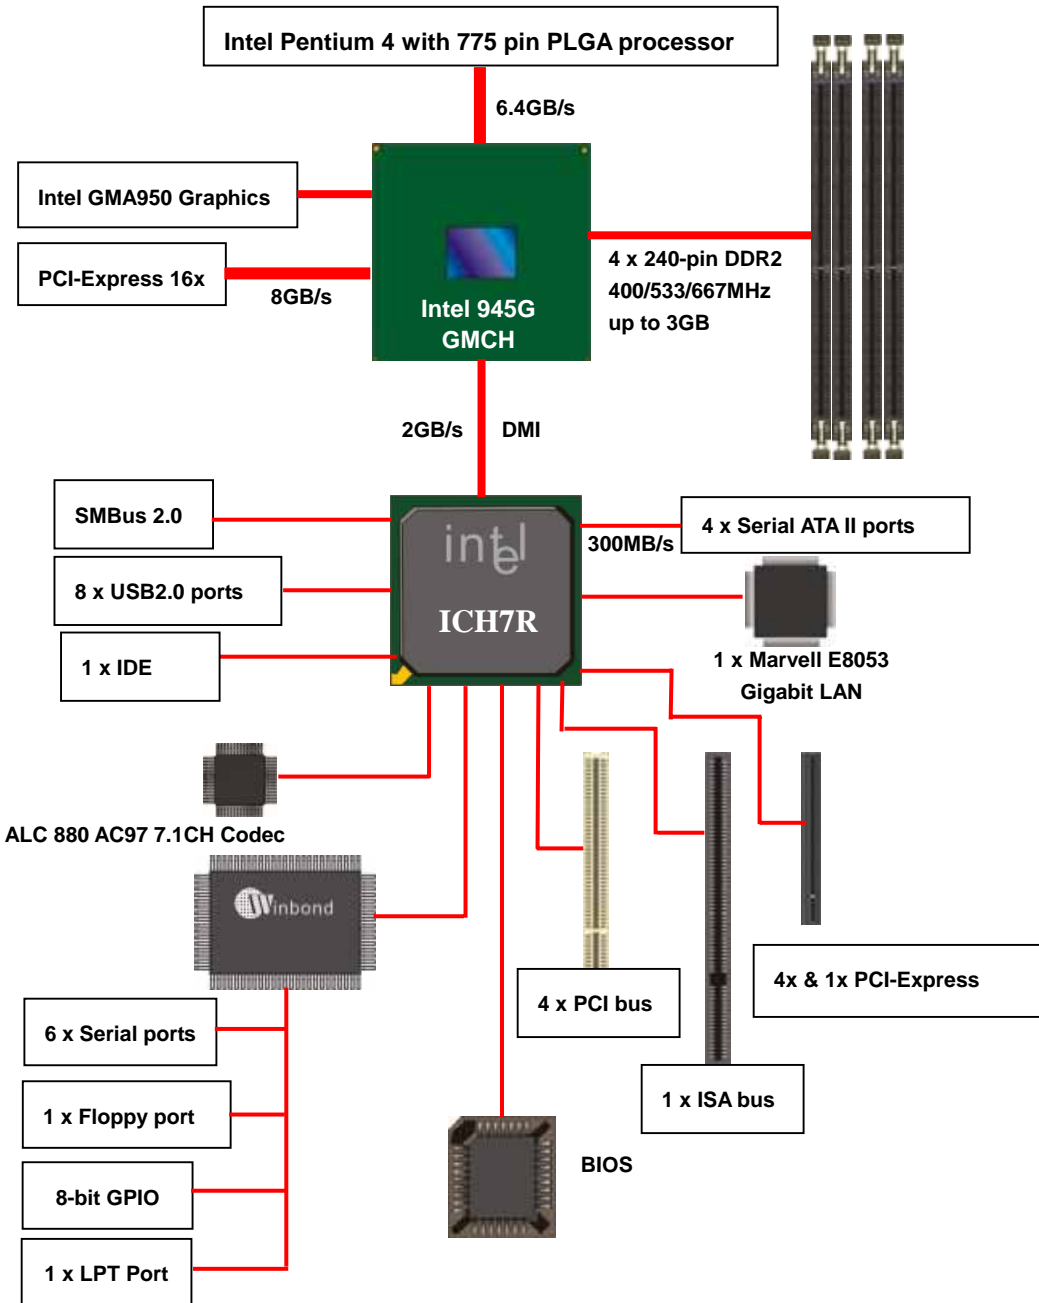 Intel Pentium 4 with 775 pin PLGA processor
6.4GB/s
Intel GMA950 Graphics
PCI-Express 16x
8GB/s
Intel 945G
GMCH
4 x 240-pin DDR2
400/533/667MHz
up to 3GB
2GB/s
DMI
SMBus 2.0
8 x USB2.0 ports
1 x IDE
intel
ICH7R
300MB/s
4 x Serial ATA II ports
1 x Marvell E8053
Gigabit LAN
ALC 880 AC97 7.1CH Codec
Winbond
4 x PCI bus
4x & 1x PCI-Express
1 x ISA bus
6 x Serial ports
1 x Floppy port
8-bit GPIO
1 x LPT Port
BIOS